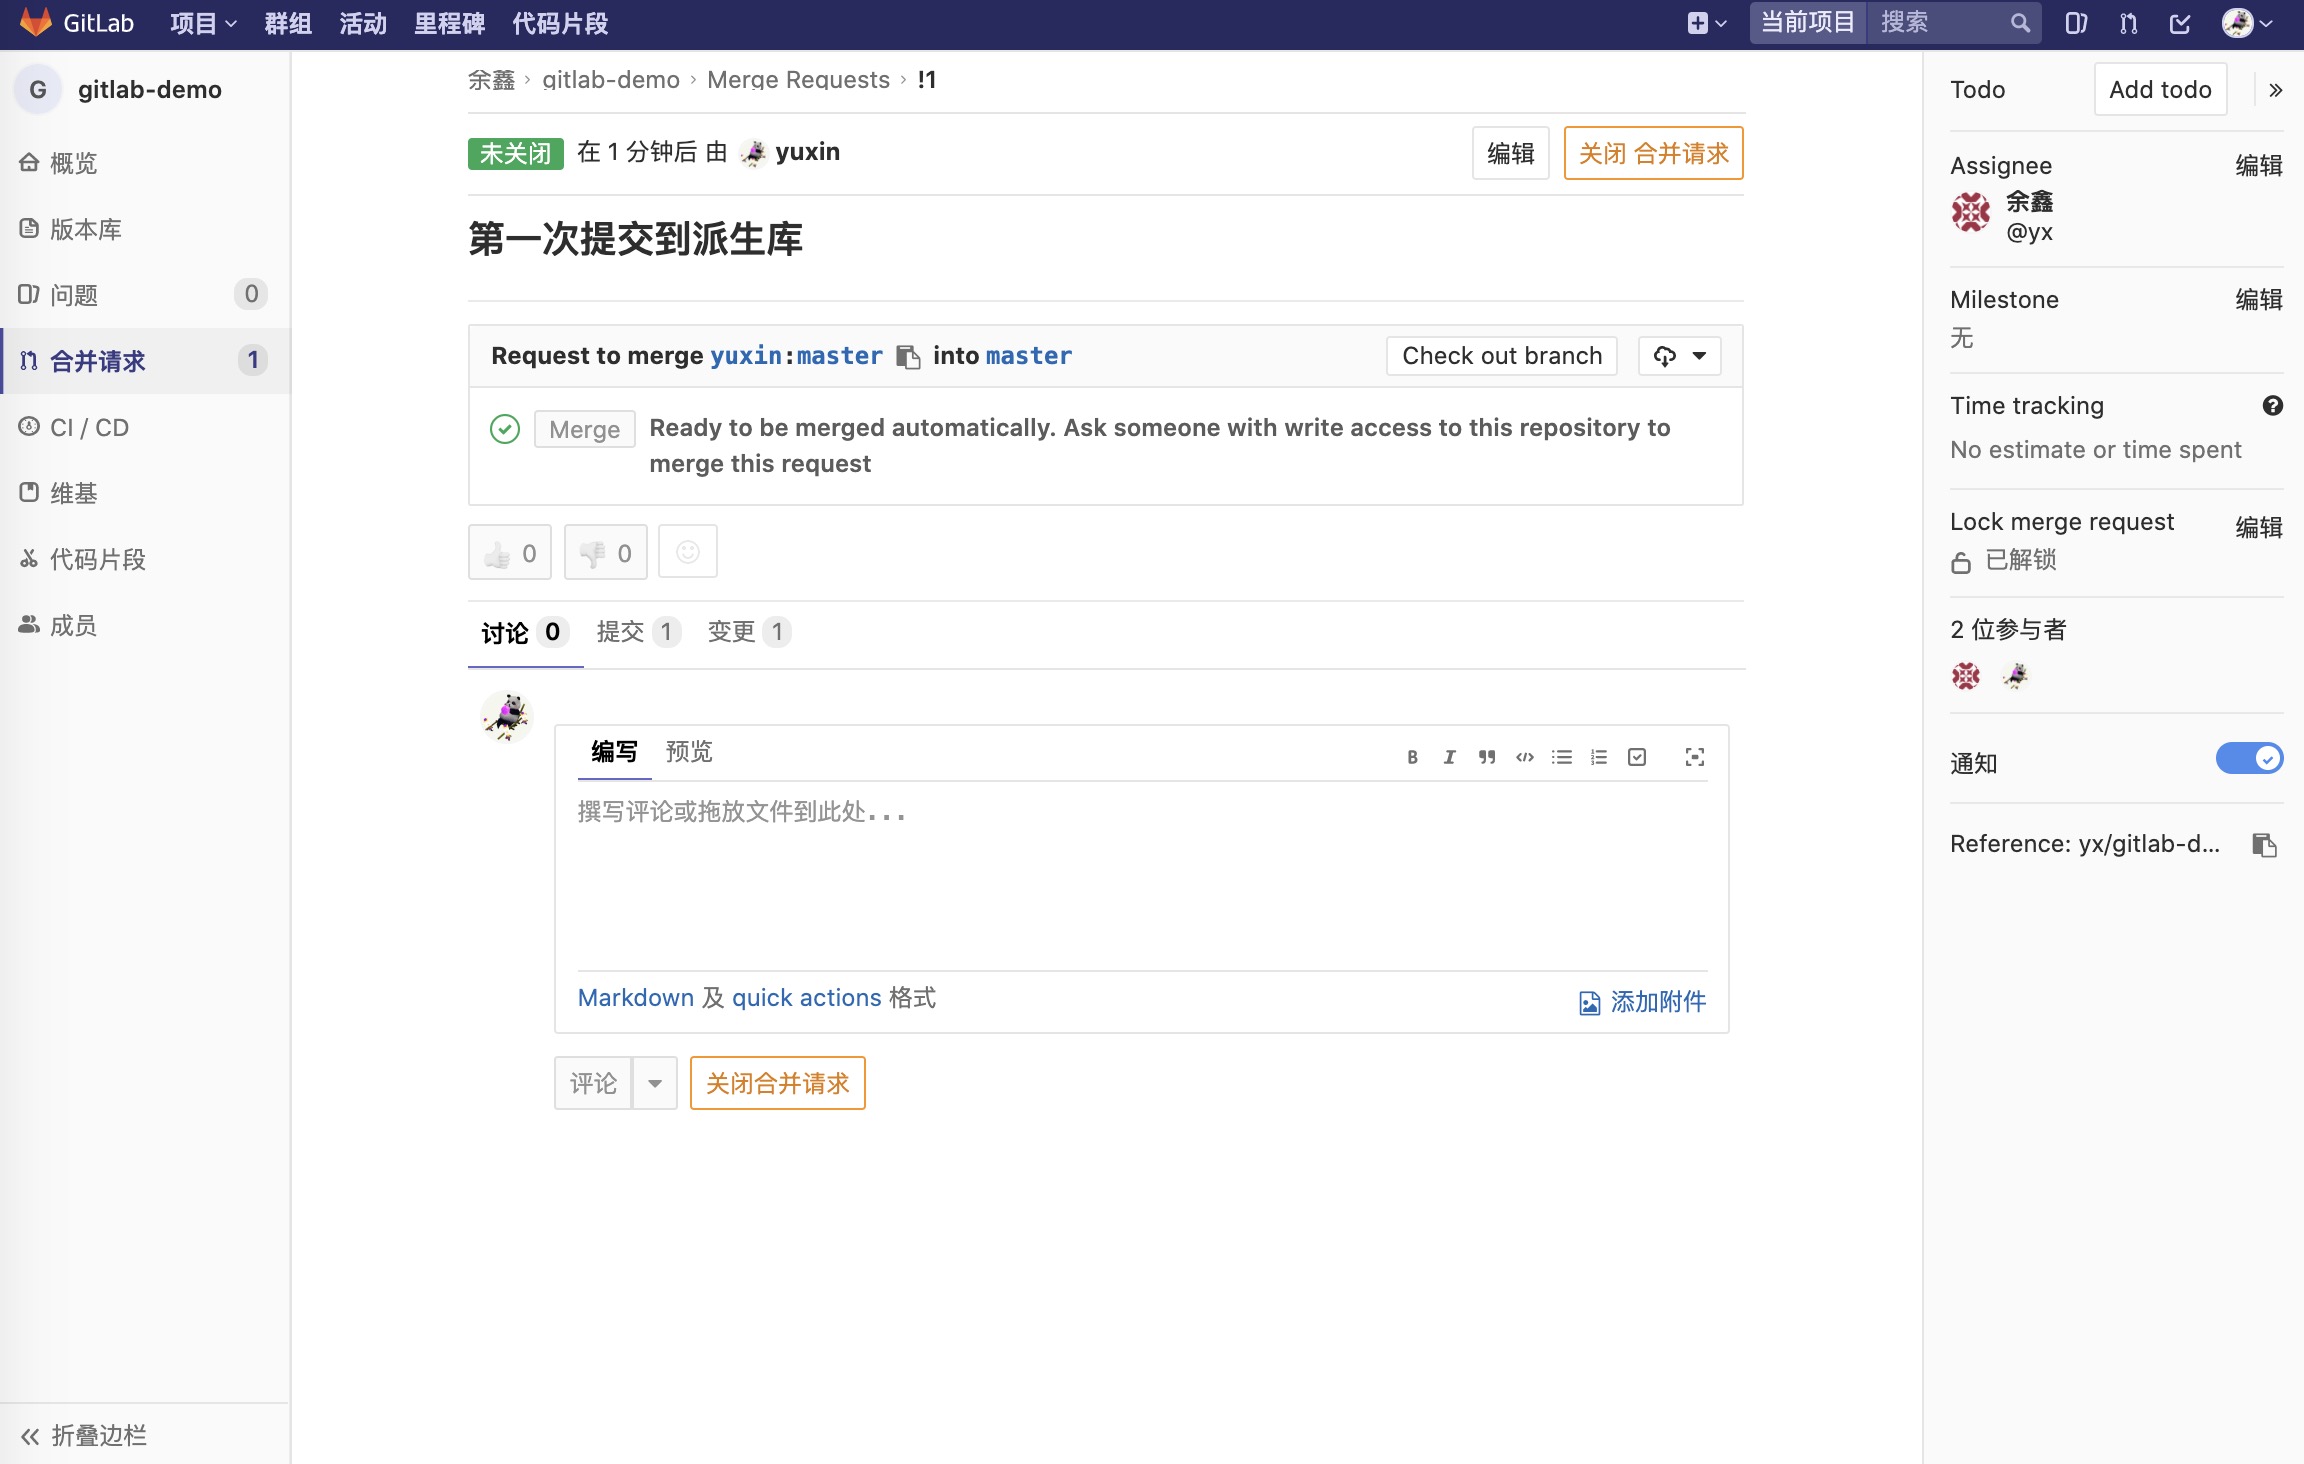 GitLab 项目 群组 活动 里程碑 代码片段 当前项目 搜索
G gitlab-demo
概览
版本库
问题 0
合并请求 1
CI / CD
维基
代码片段
成员
折叠边栏
余鑫 › gitlab-demo › Merge Requests › !1
未关闭 在 1 分钟后 由 yuxin 编辑 关闭 合并请求
第一次提交到派生库
Request to merge yuxin:master into master Check out branch
Merge Ready to be merged automatically. Ask someone with write access to this repository to
merge this request
0 0
讨论 0 提交 1 变更 1
编写 预览
撰写评论或拖放文件到此处...
Markdown 及 quick actions 格式 添加附件
评论 关闭合并请求
Todo Add todo
Assignee 编辑
余鑫
@yx
Milestone 编辑
无
Time tracking
No estimate or time spent
Lock merge request 编辑
已解锁
2 位参与者
通知
Reference: yx/gitlab-d...